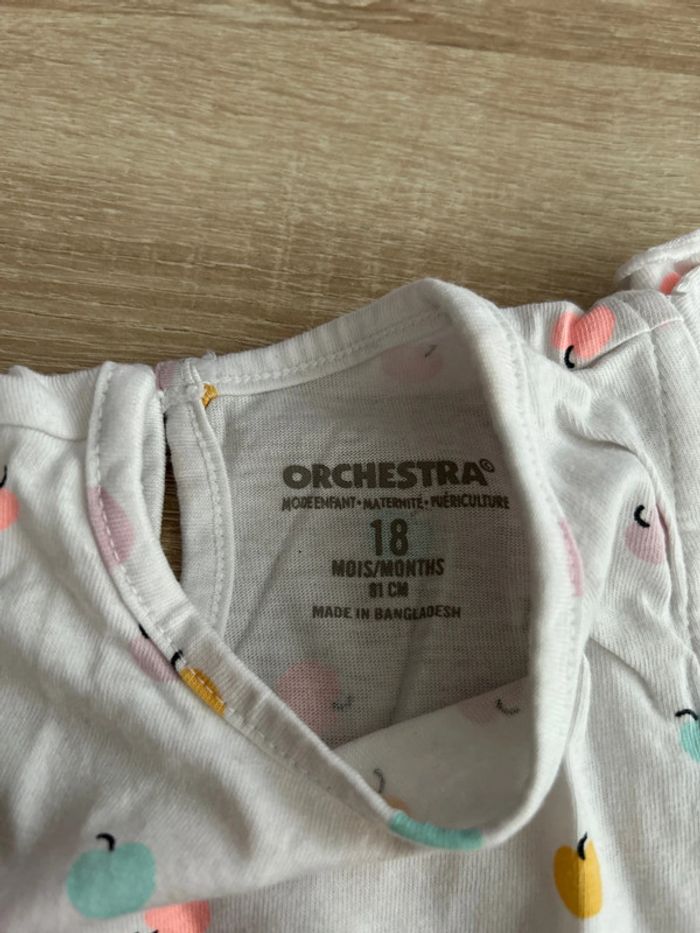 ORCHESTRA®
MODE ENFANT • MATERNITÉ • PUÉRICULTURE
18
MOIS/MONTHS
81 CM
MADE IN BANGLADESH